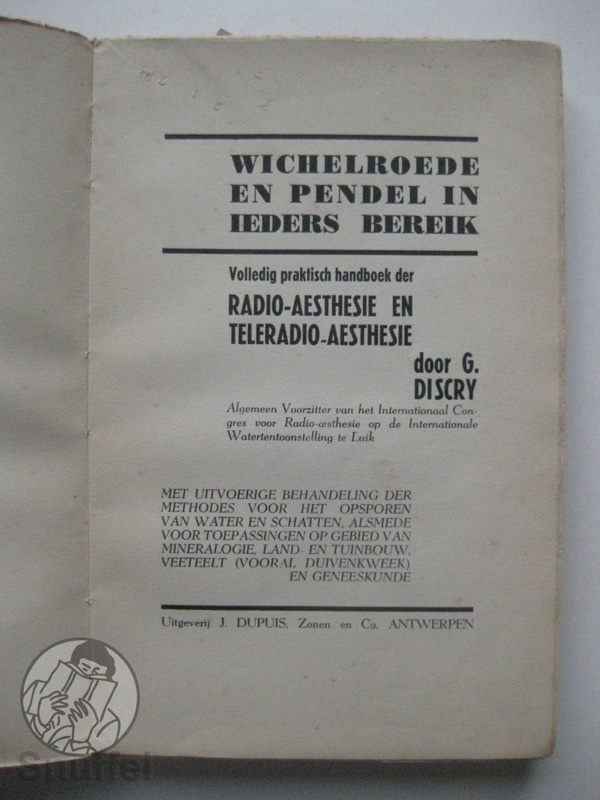 WICHELROEDE
EN PENDEL IN
IEDERS BEREIK
Volledig praktisch handboek der
RADIO-AESTHESIE EN
TELERADIO-AESTHESIE
door G.
DISCRY
Algemeen Voorzitter van het Internationaal Con-
gres voor Radio-æsthesie op de Internationale
Watertentoonstelling te Luik
MET UITVOERIGE BEHANDELING DER
METHODES VOOR HET OPSPOREN
VAN WATER EN SCHATTEN, ALSMEDE
VOOR TOEPASSINGEN OP GEBIED VAN
MINERALOGIE, LAND- EN TUINBOUW,
VEETEELT (VOORAL DUIVENKWEEK)
EN GENEESKUNDE
Uitgeverij J. DUPUIS, Zonen en Co. ANTWERPEN
Snuffel